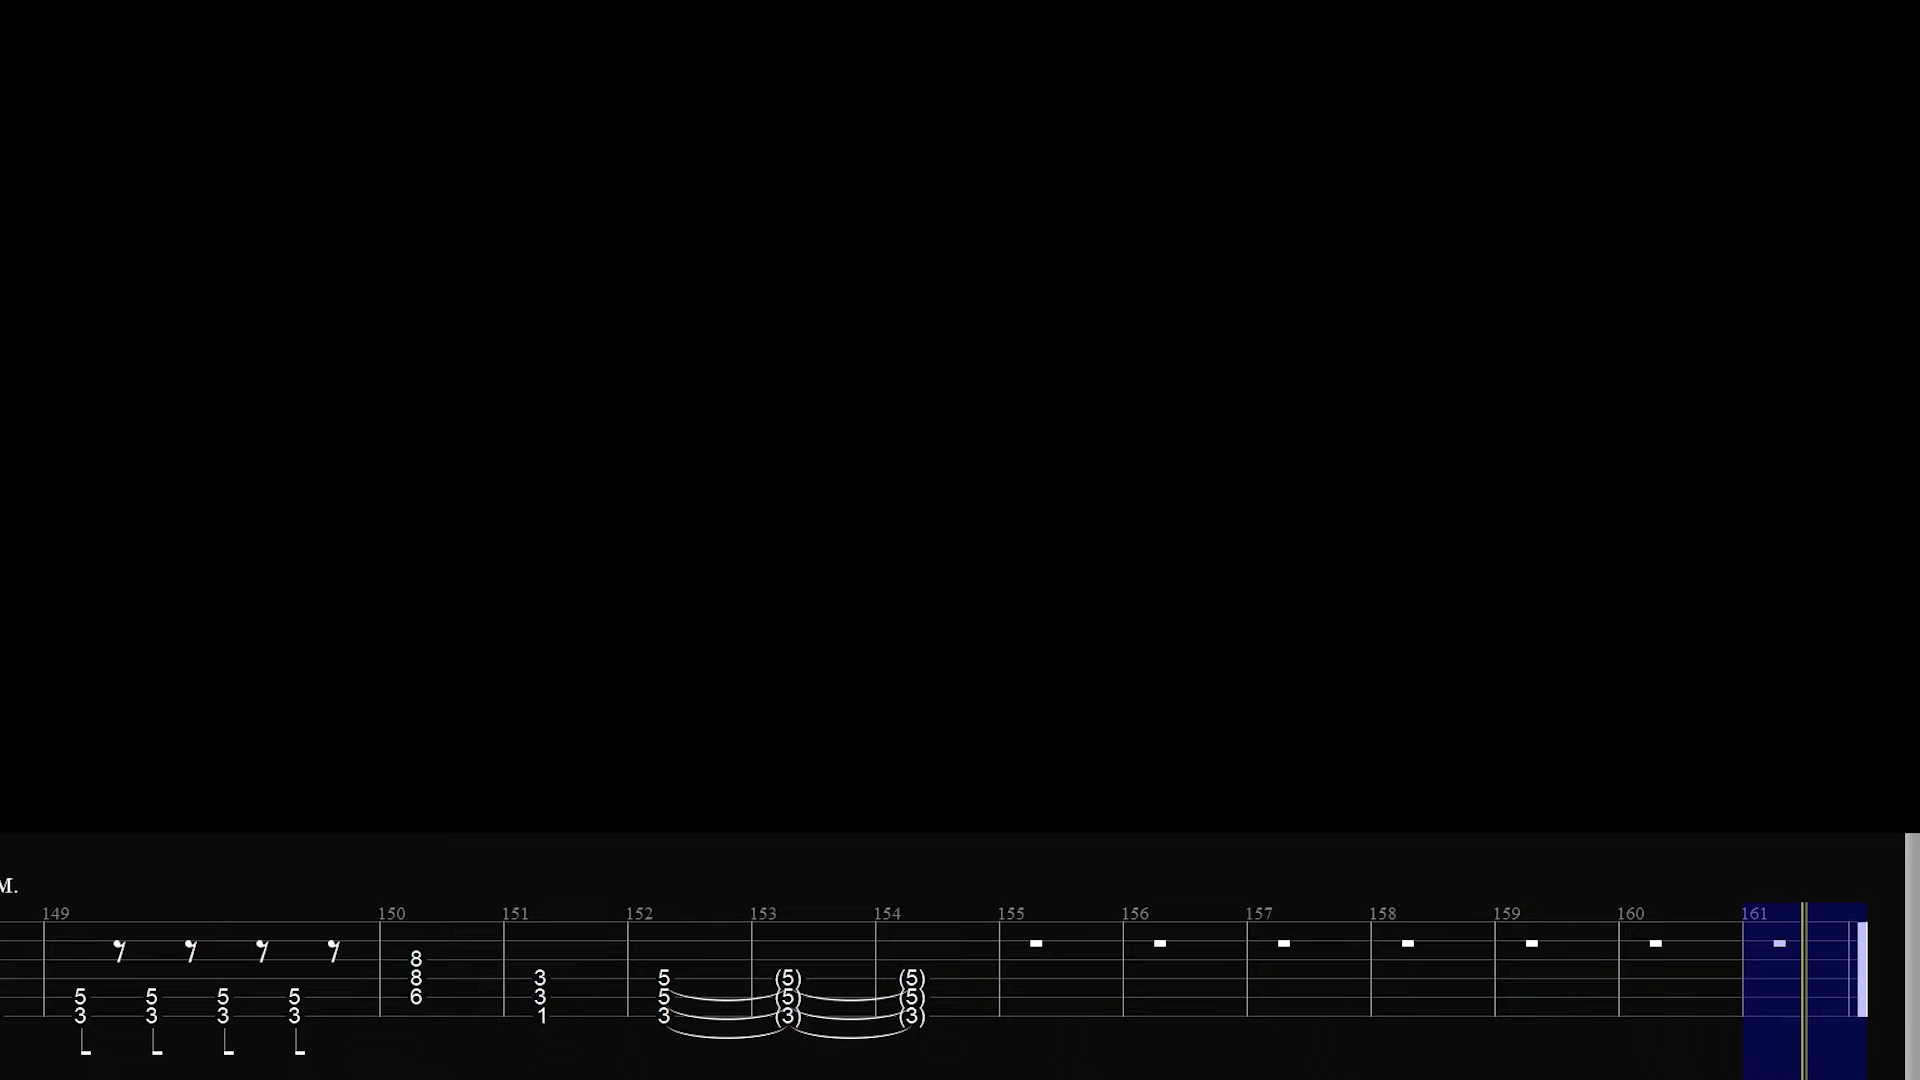 M.
149 150 151 152 153 154 155 156 157 158 159 160 161
8
8 3 5 (5) (5)
5 5 5 5 6 3 5 (5) (5)
3 3 3 3 1 3 (3) (3)